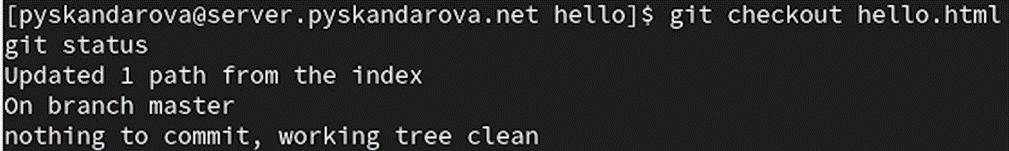 [pyskandarova@server.pyskandarova.net hello]$ git checkout hello.html
git status
Updated 1 path from the index
On branch master
nothing to commit, working tree clean